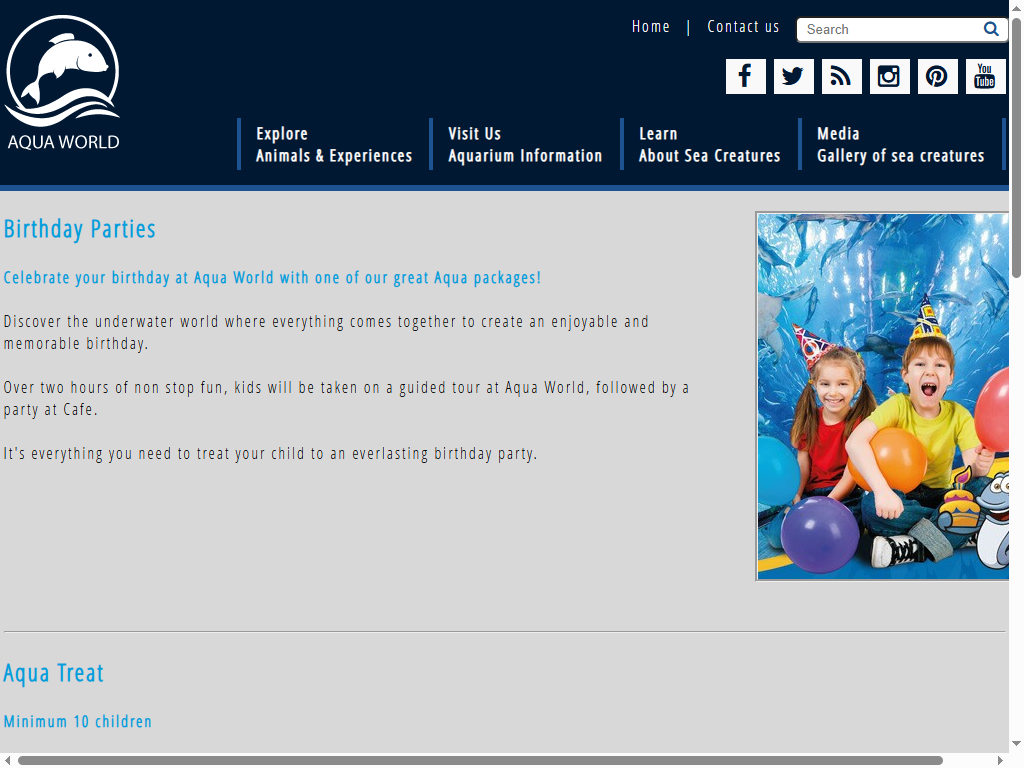 AQUA WORLD
Home | Contact us
Search
You
Tube
Explore
Animals & Experiences
Visit Us
Aquarium Information
Learn
About Sea Creatures
Media
Gallery of sea creatures
Birthday Parties
Celebrate your birthday at Aqua World with one of our great Aqua packages!
Discover the underwater world where everything comes together to create an enjoyable and
memorable birthday.
Over two hours of non stop fun, kids will be taken on a guided tour at Aqua World, followed by a
party at Cafe.
It's everything you need to treat your child to an everlasting birthday party.
Aqua Treat
Minimum 10 children